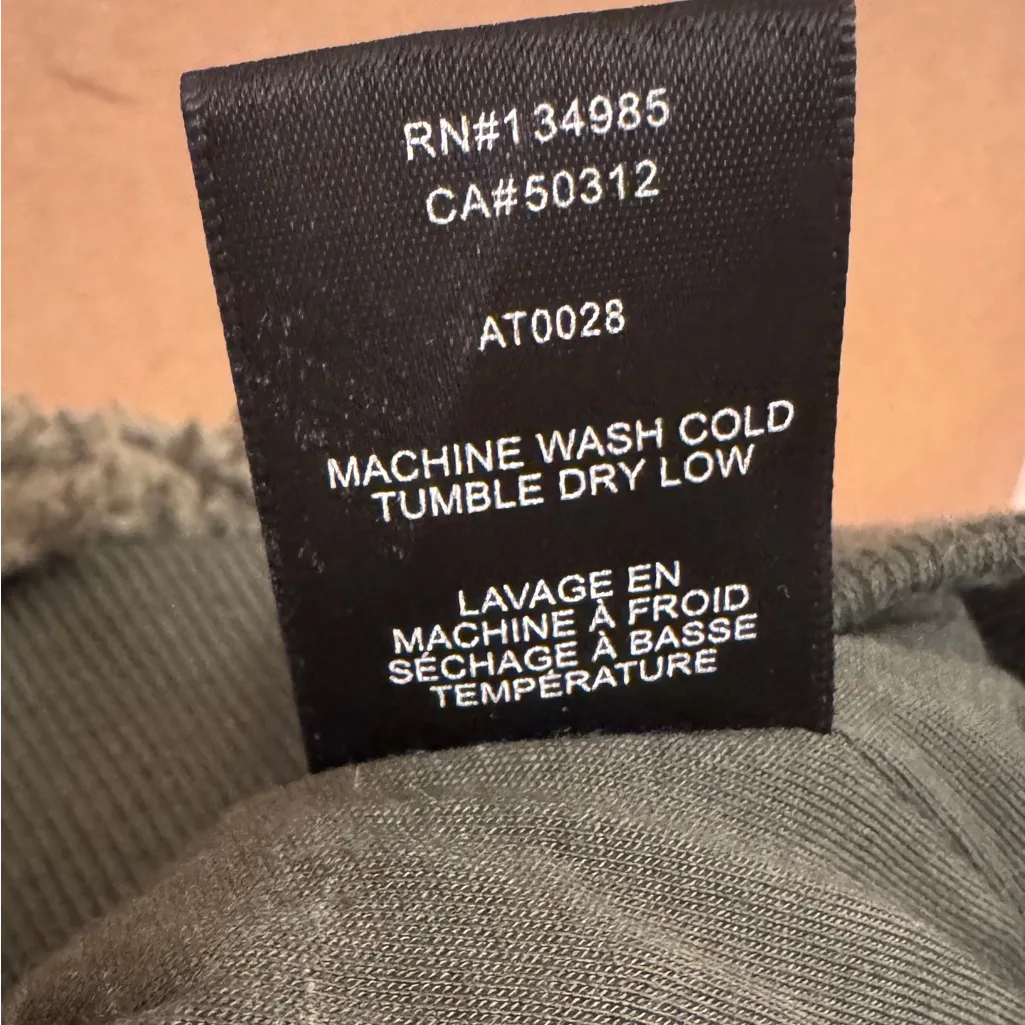 RN#134985
CA#50312
AT0028
MACHINE WASH COLD
TUMBLE DRY LOW
LAVAGE EN
MACHINE À FROID
SÉCHAGE À BASSE
TEMPÉRATURE